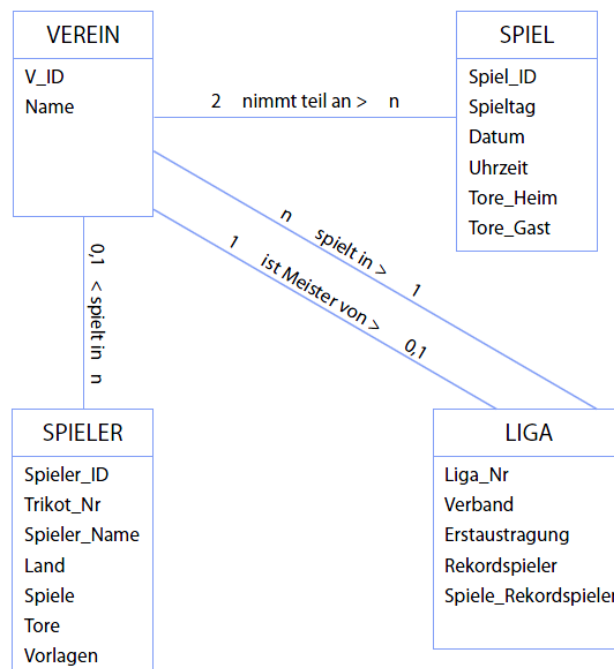 VEREIN
V_ID
Name
2 nimmt teil an > n
SPIEL
Spiel_ID
Spieltag
Datum
Uhrzeit
Tore_Heim
Tore_Gast
n spielt in > 1
1 ist Meister von > 0,1
0,1 < spielt in n
SPIELER
Spieler_ID
Trikot_Nr
Spieler_Name
Land
Spiele
Tore
Vorlagen
LIGA
Liga_Nr
Verband
Erstaustragung
Rekordspieler
Spiele_Rekordspieler